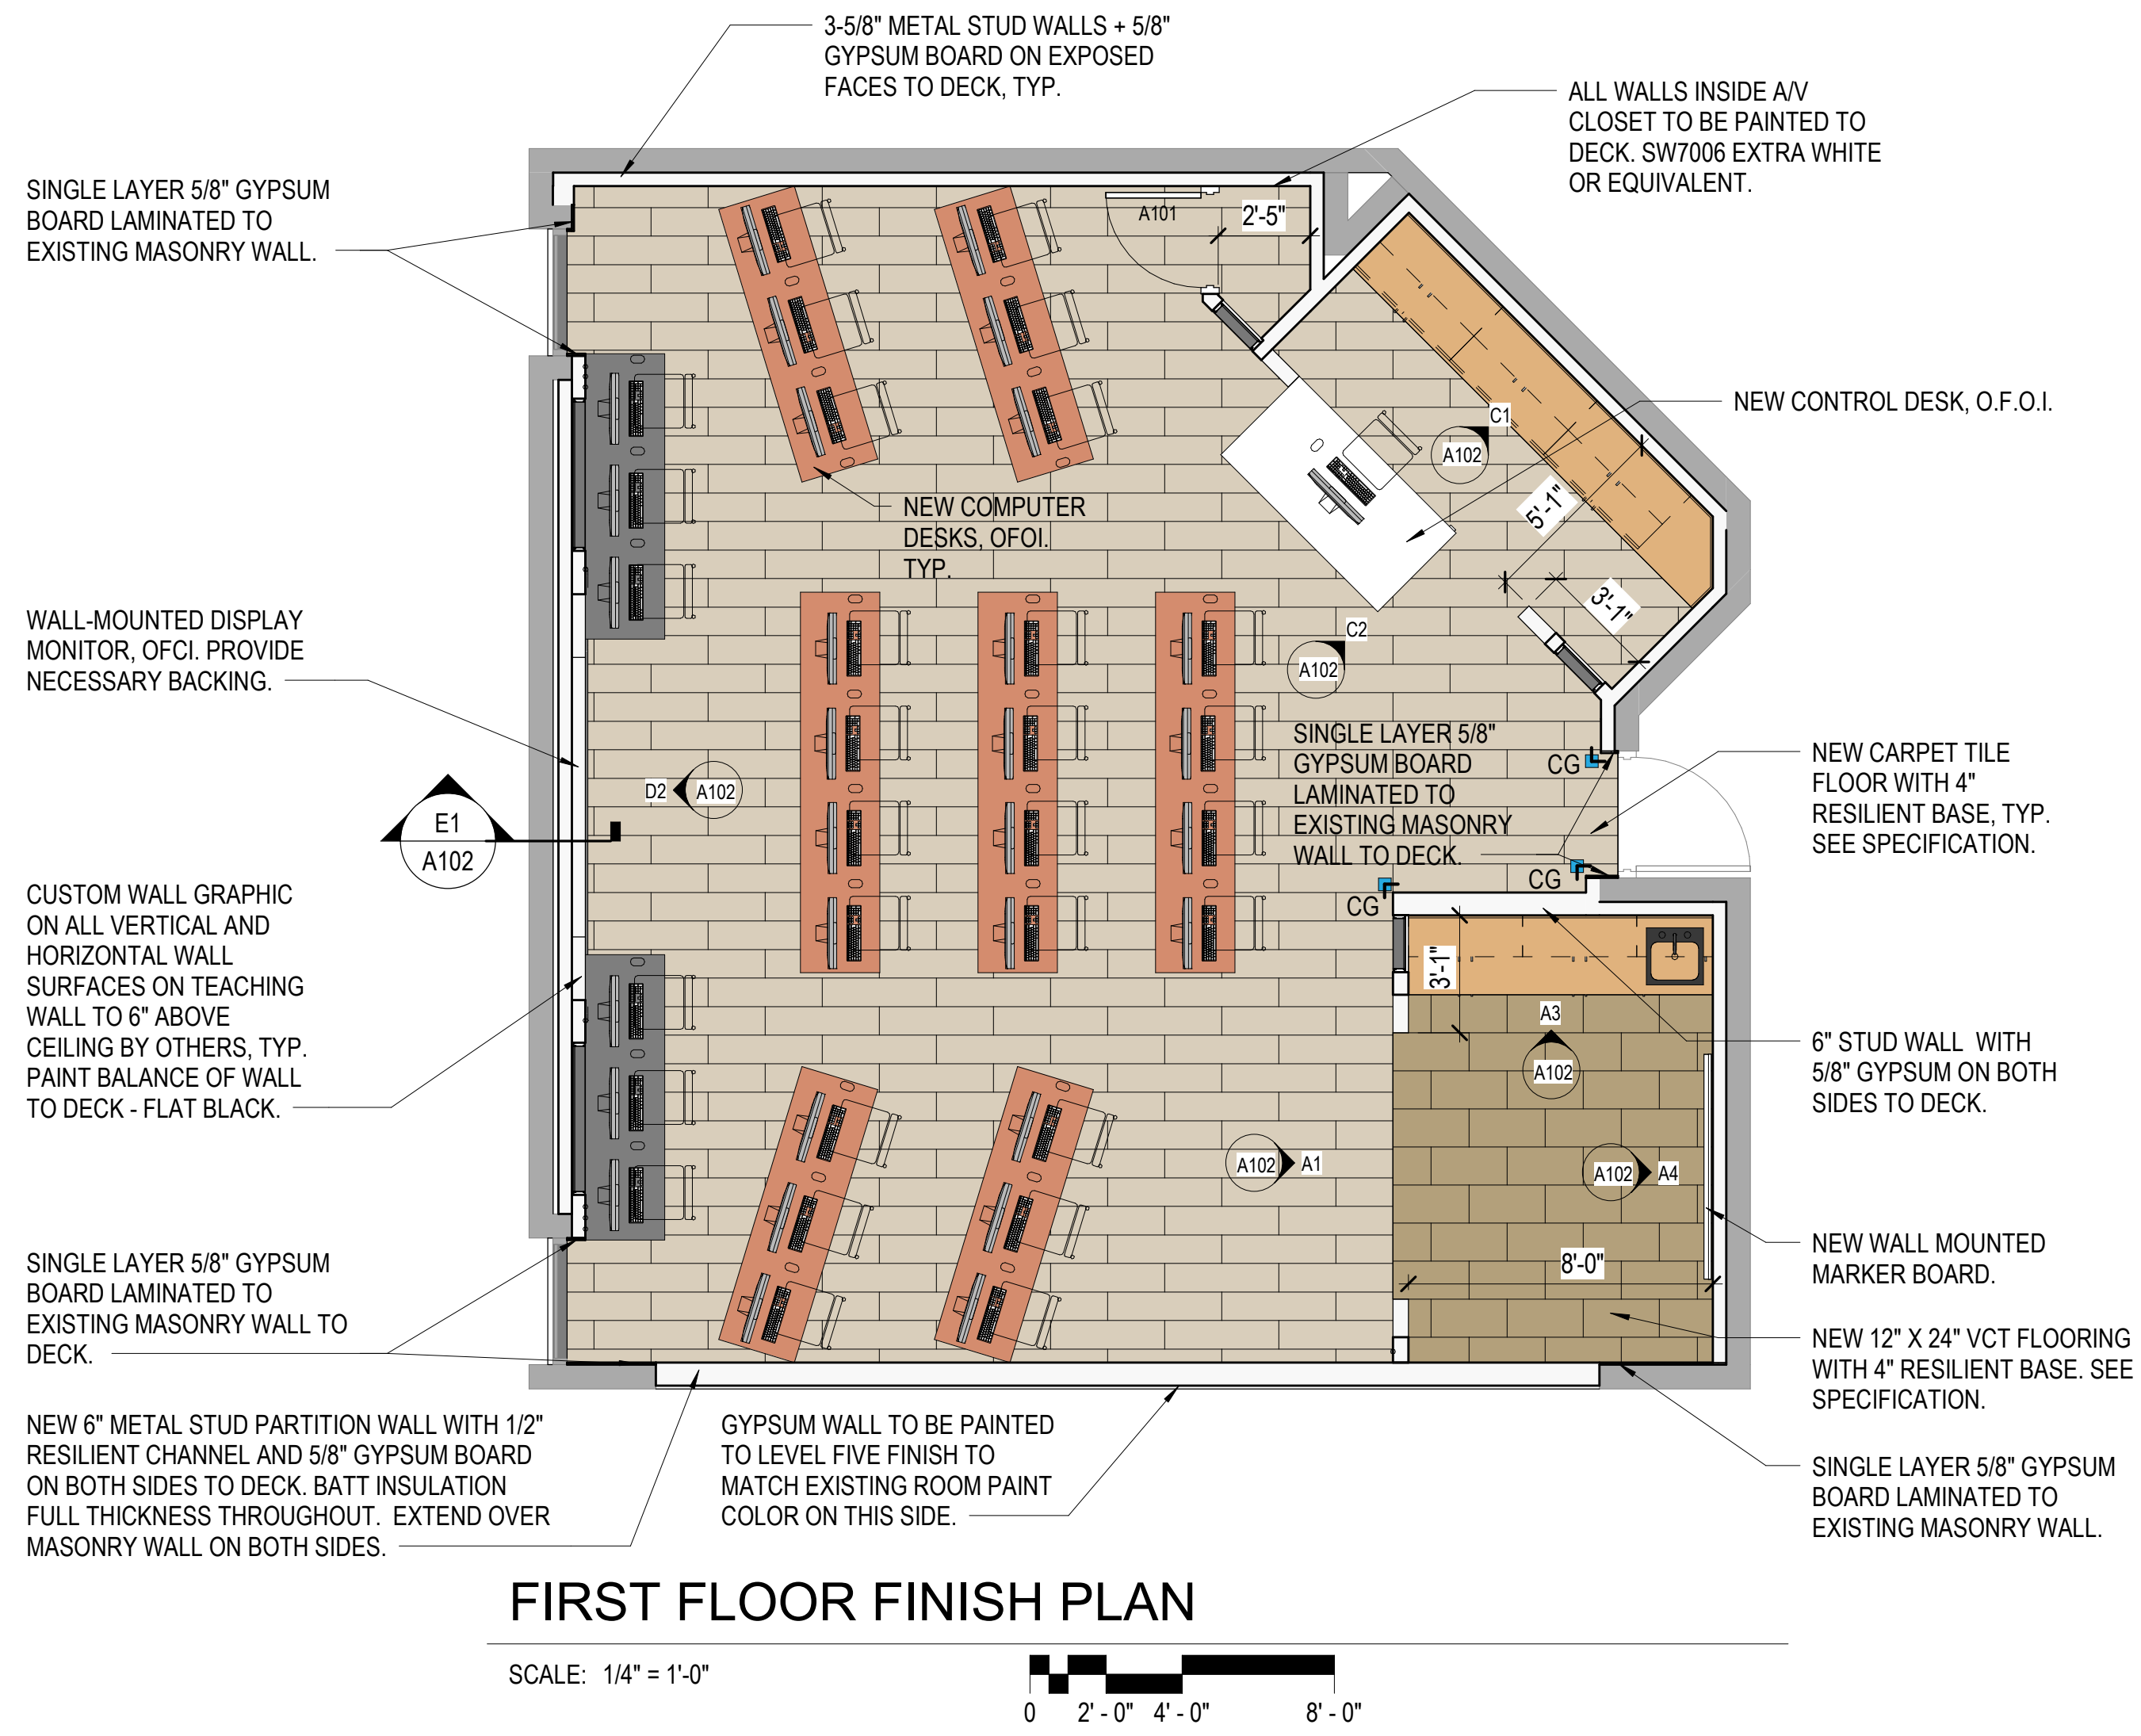 3-5/8" METAL STUD WALLS + 5/8"
GYPSUM BOARD ON EXPOSED
FACES TO DECK, TYP.
ALL WALLS INSIDE A/V
CLOSET TO BE PAINTED TO
DECK. SW7006 EXTRA WHITE
OR EQUIVALENT.
SINGLE LAYER 5/8" GYPSUM
BOARD LAMINATED TO
EXISTING MASONRY WALL.
A101
2'-5"
NEW CONTROL DESK, O.F.O.I.
C1
A102
NEW COMPUTER
DESKS, OFOI.
TYP.
5'-1"
3'-1"
WALL-MOUNTED DISPLAY
MONITOR, OFCI. PROVIDE
NECESSARY BACKING.
C2
A102
SINGLE LAYER 5/8"
GYPSUM BOARD
LAMINATED TO
EXISTING MASONRY
WALL TO DECK.
CG
CG
CG
NEW CARPET TILE
FLOOR WITH 4"
RESILIENT BASE, TYP.
SEE SPECIFICATION.
D2
A102
E1
A102
CUSTOM WALL GRAPHIC
ON ALL VERTICAL AND
HORIZONTAL WALL
SURFACES ON TEACHING
WALL TO 6" ABOVE
CEILING BY OTHERS, TYP.
PAINT BALANCE OF WALL
TO DECK - FLAT BLACK.
3'-1"
A3
A102
6" STUD WALL WITH
5/8" GYPSUM ON BOTH
SIDES TO DECK.
A102
A1
A102
A4
8'-0"
NEW WALL MOUNTED
MARKER BOARD.
SINGLE LAYER 5/8" GYPSUM
BOARD LAMINATED TO
EXISTING MASONRY WALL TO
DECK.
NEW 12" X 24" VCT FLOORING
WITH 4" RESILIENT BASE. SEE
SPECIFICATION.
NEW 6" METAL STUD PARTITION WALL WITH 1/2"
RESILIENT CHANNEL AND 5/8" GYPSUM BOARD
ON BOTH SIDES TO DECK. BATT INSULATION
FULL THICKNESS THROUGHOUT. EXTEND OVER
MASONRY WALL ON BOTH SIDES.
GYPSUM WALL TO BE PAINTED
TO LEVEL FIVE FINISH TO
MATCH EXISTING ROOM PAINT
COLOR ON THIS SIDE.
SINGLE LAYER 5/8" GYPSUM
BOARD LAMINATED TO
EXISTING MASONRY WALL.
FIRST FLOOR FINISH PLAN
SCALE: 1/4" = 1'-0"
0 2' - 0" 4' - 0" 8' - 0"